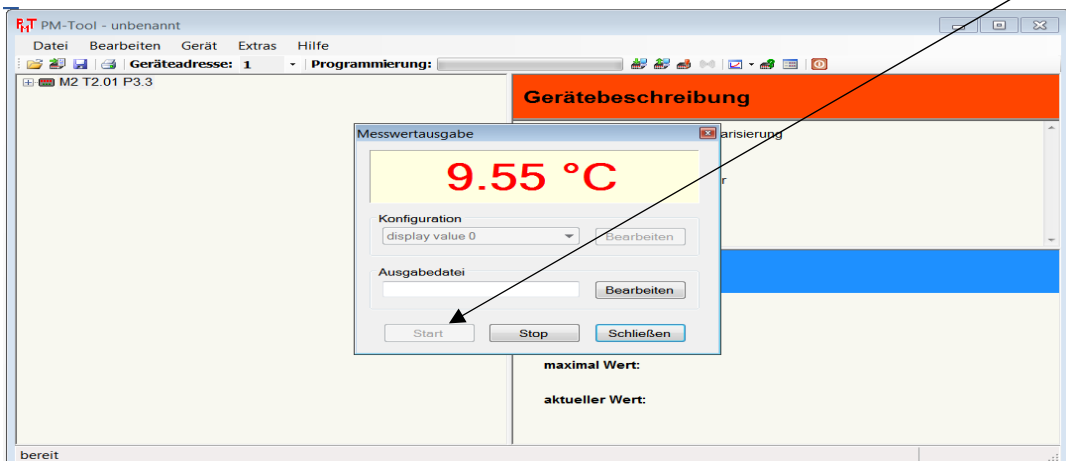 PMT PM-Tool - unbenannt
Datei Bearbeiten Gerät Extras Hilfe
Geräteadresse: 1 Programmierung:
M2 T2.01 P3.3
Gerätebeschreibung
Messwertausgabe
arisierung
9.55 °C
r
Konfiguration
display value 0 Bearbeiten
Ausgabedatei
Bearbeiten
Start Stop Schließen
maximal Wert:
aktueller Wert:
bereit